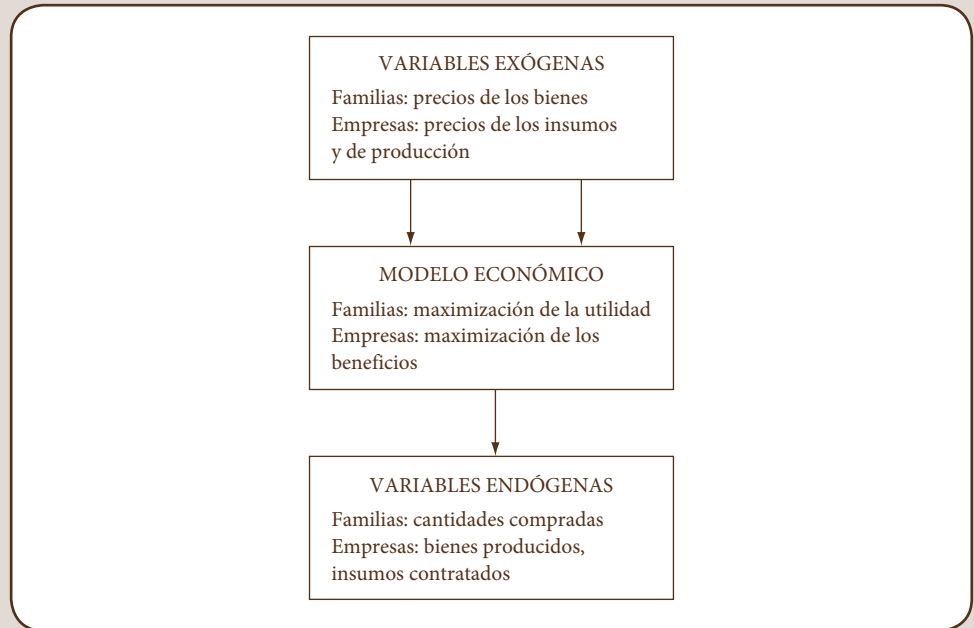 VARIABLES EXÓGENAS
Familias: precios de los bienes
Empresas: precios de los insumos
y de producción
MODELO ECONÓMICO
Familias: maximización de la utilidad
Empresas: maximización de los
beneficios
VARIABLES ENDÓGENAS
Familias: cantidades compradas
Empresas: bienes producidos,
insumos contratados